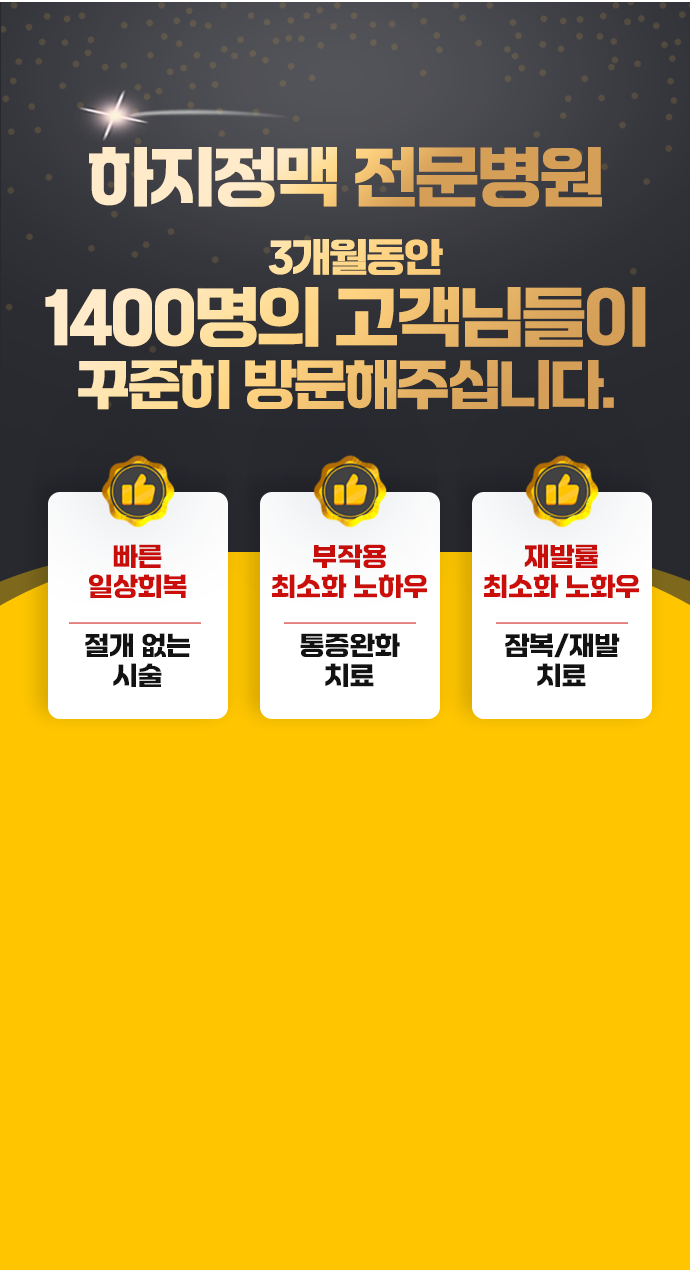 하지정맥 전문병원
3개월동안
1400명의 고객님들이
꾸준히 방문해주십니다.
빠른
일상회복
절개 없는
시술
부작용
최소화 노하우
통증완화
치료
재발률
최소화 노화우
잠복/재발
치료